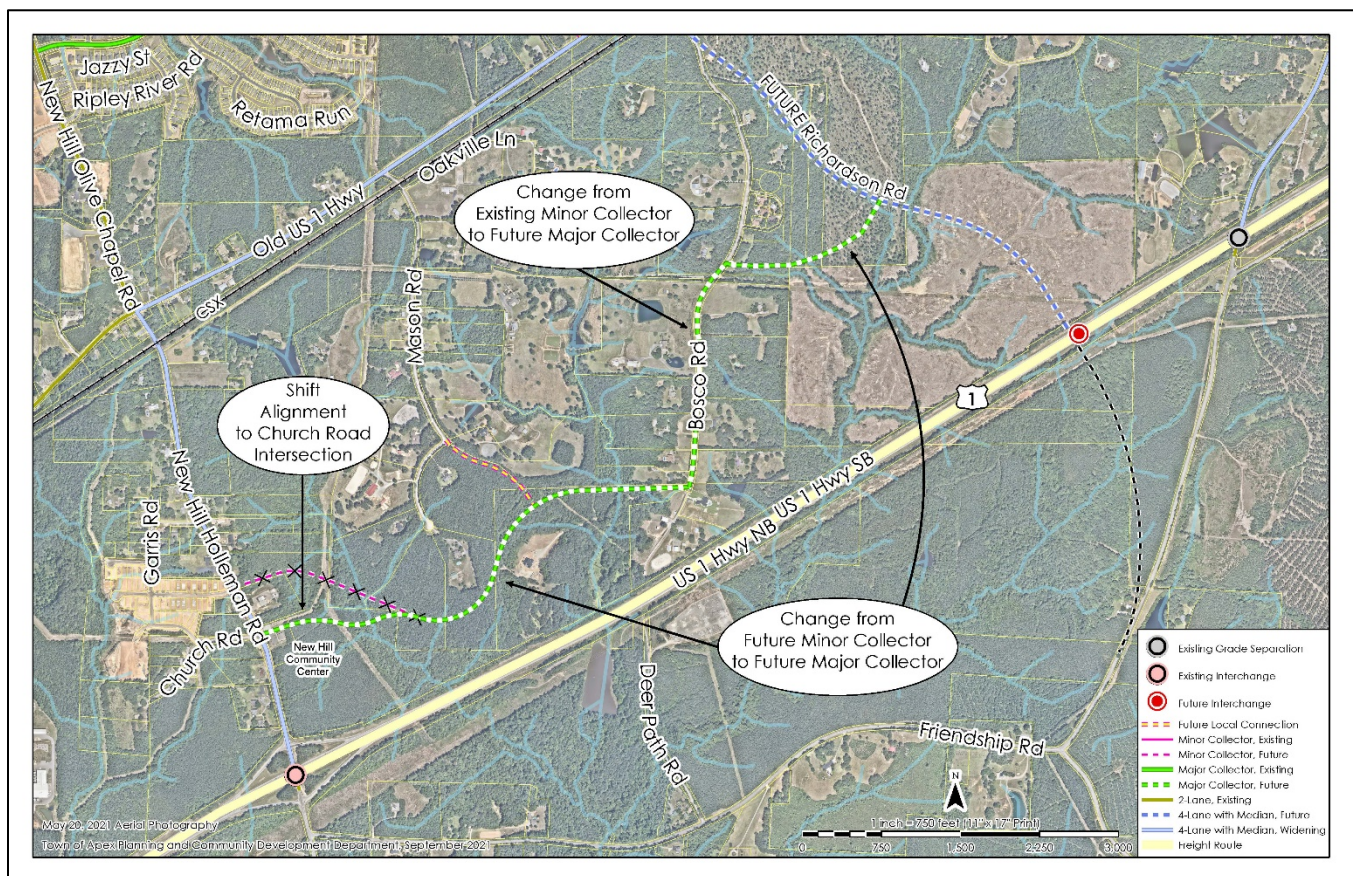 Jazzy St
Ripley River Rd
Retama Run
New Hill Olive Chapel Rd
Old US 1 Hwy
Oakville Ln
csx
FUTURE Richardson Rd
Change from
Existing Minor Collector
to Future Major Collector
Mason Rd
Bosco Rd
1
Shift
Alignment
to Church Road
Intersection
New Hill Holleman Rd
Garris Rd
US 1 Hwy NB US 1 Hwy SB
Church Rd
New Hill
Community
Center
Change from
Future Minor Collector
to Future Major Collector
Deer Path Rd
Friendship Rd
Existing Grade Separation
Existing Interchange
Future Interchange
Future Local Connection
Minor Collector, Existing
Minor Collector, Future
Major Collector, Existing
Major Collector, Future
2-Lane, Existing
4-Lane with Median, Future
4-Lane with Median, Widening
Freight Route
N
1 inch = 750 feet (11" x 17" Print)
0 750 1,500 3,000
May 20, 2021 Aerial Photography
Town of Apex Planning and Community Development Department, September 2021